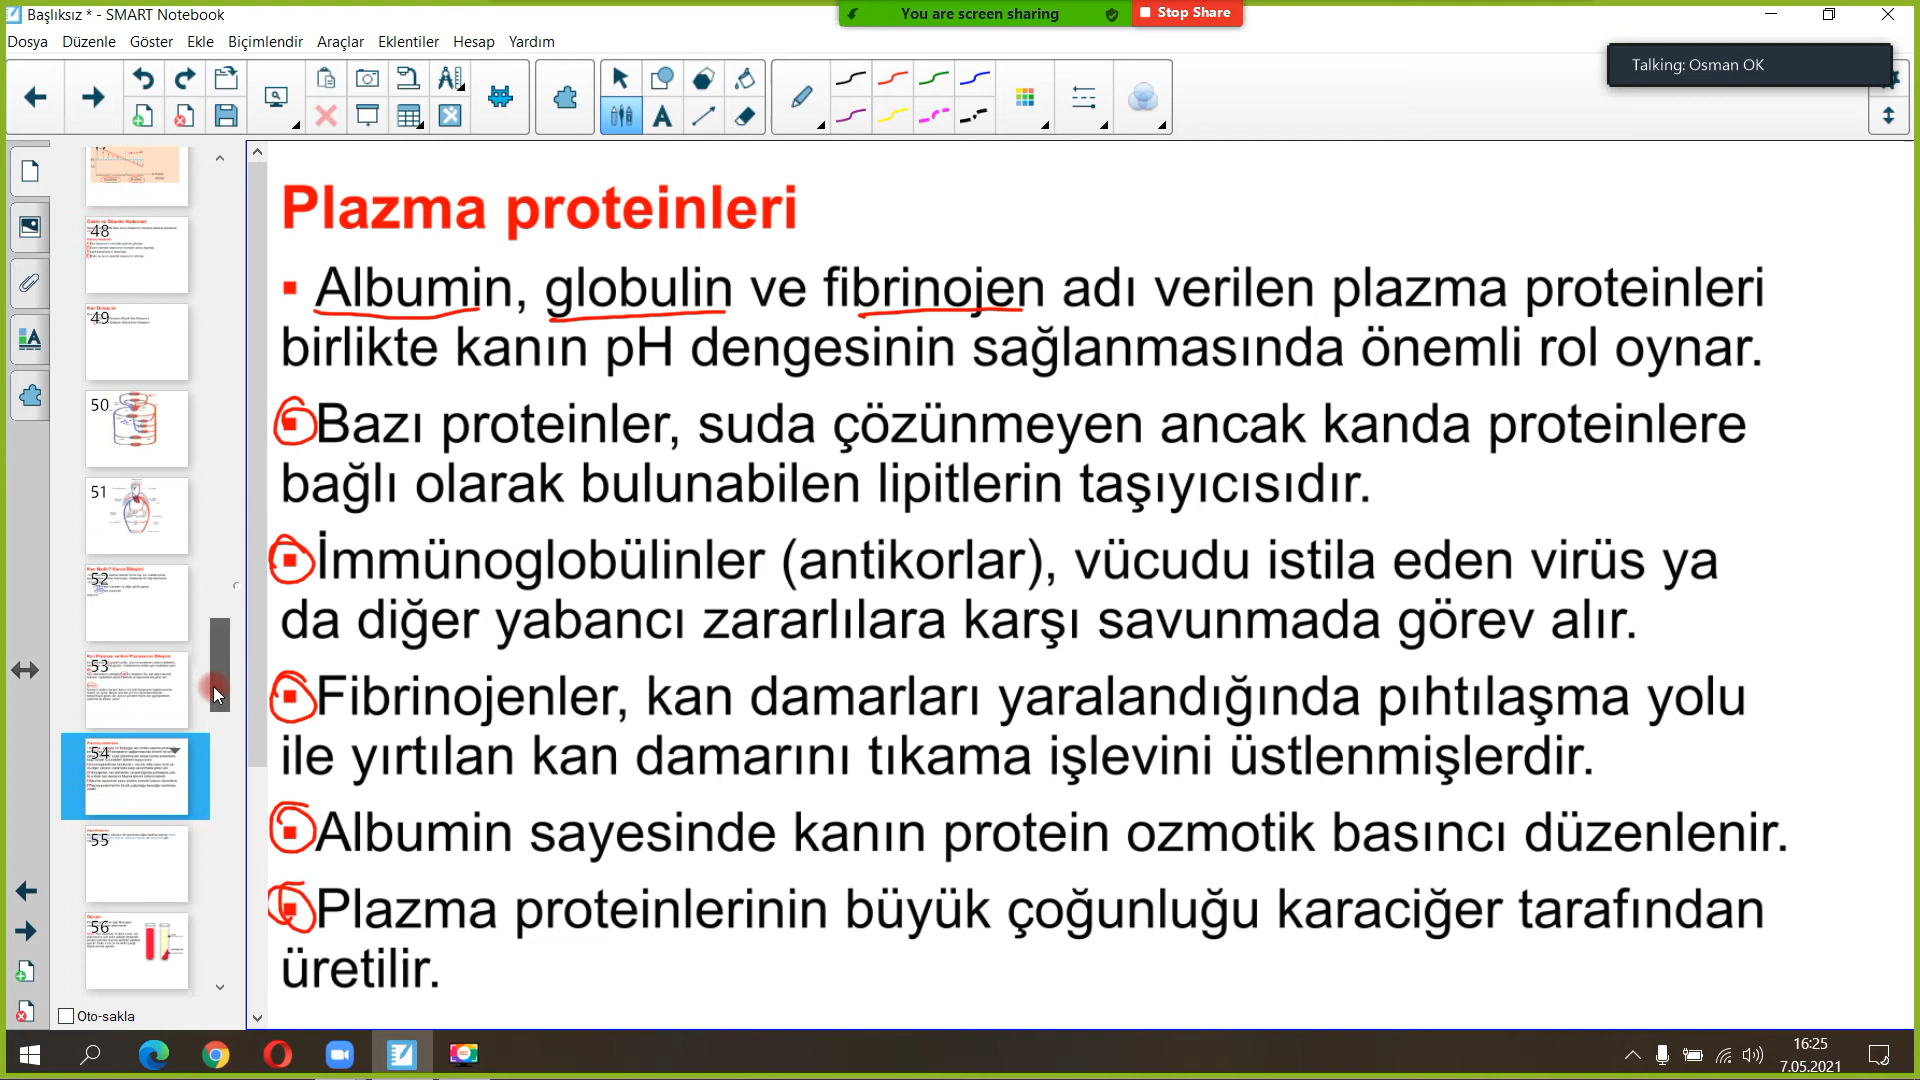 Başlıksız * - SMART Notebook
You are screen sharing
Stop Share
Dosya Düzenle Göster Ekle Biçimlendir Araçlar Eklentiler Hesap Yardım
Talking: Osman OK
Plazma proteinleri
▪ Albumin, globulin ve fibrinojen adı verilen plazma proteinleri
birlikte kanın pH dengesinin sağlanmasında önemli rol oynar.
▪ Bazı proteinler, suda çözünmeyen ancak kanda proteinlere
bağlı olarak bulunabilen lipitlerin taşıyıcısıdır.
▪ İmmünoglobülinler (antikorlar), vücudu istila eden virüs ya
da diğer yabancı zararlılara karşı savunmada görev alır.
▪ Fibrinojenler, kan damarları yaralandığında pıhtılaşma yolu
ile yırtılan kan damarını tıkama işlevini üstlenmişlerdir.
▪ Albumin sayesinde kanın protein ozmotik basıncı düzenlenir.
▪ Plazma proteinlerinin büyük çoğunluğu karaciğer tarafından
üretilir.
48
49
50
51
52
53
54
55
56
Oto-sakla
16:25
7.05.2021